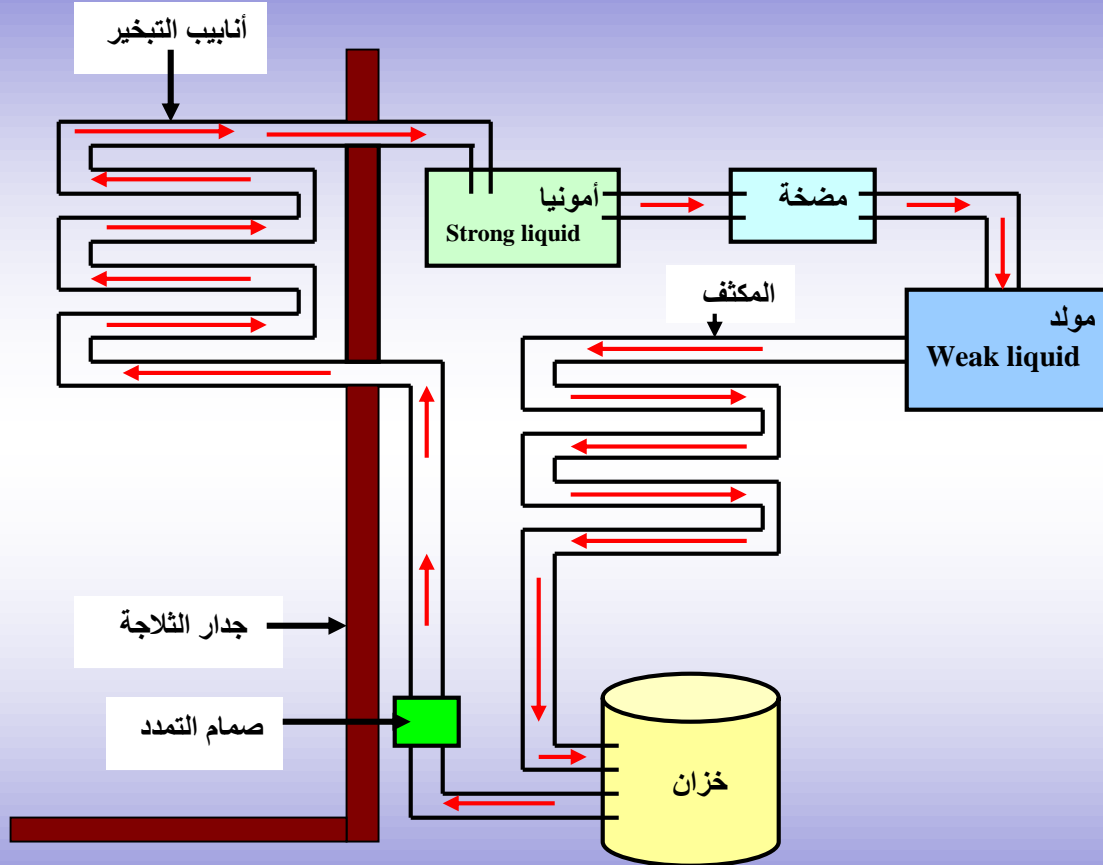 أنابيب التبخير
أمونيا
Strong liquid
مضخة
المكثف
مولد
Weak liquid
جدار الثلاجة
صمام التمدد
خزان